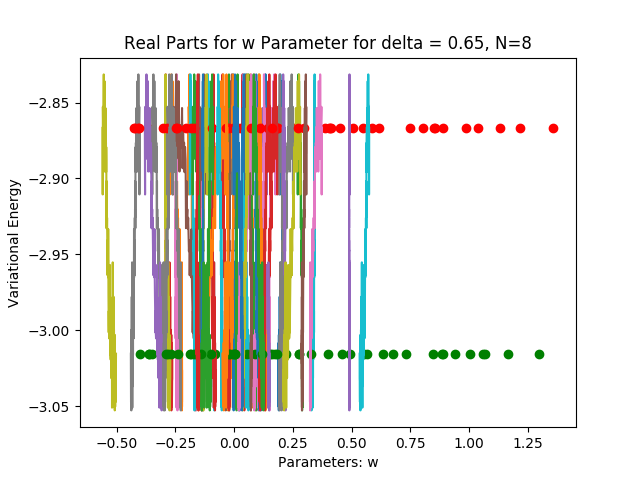 Real Parts for w Parameter for delta = 0.65, N=8
−2.85
−2.90
−2.95
−3.00
−3.05
Variational Energy
−0.50 −0.25 0.00 0.25 0.50 0.75 1.00 1.25
Parameters: w